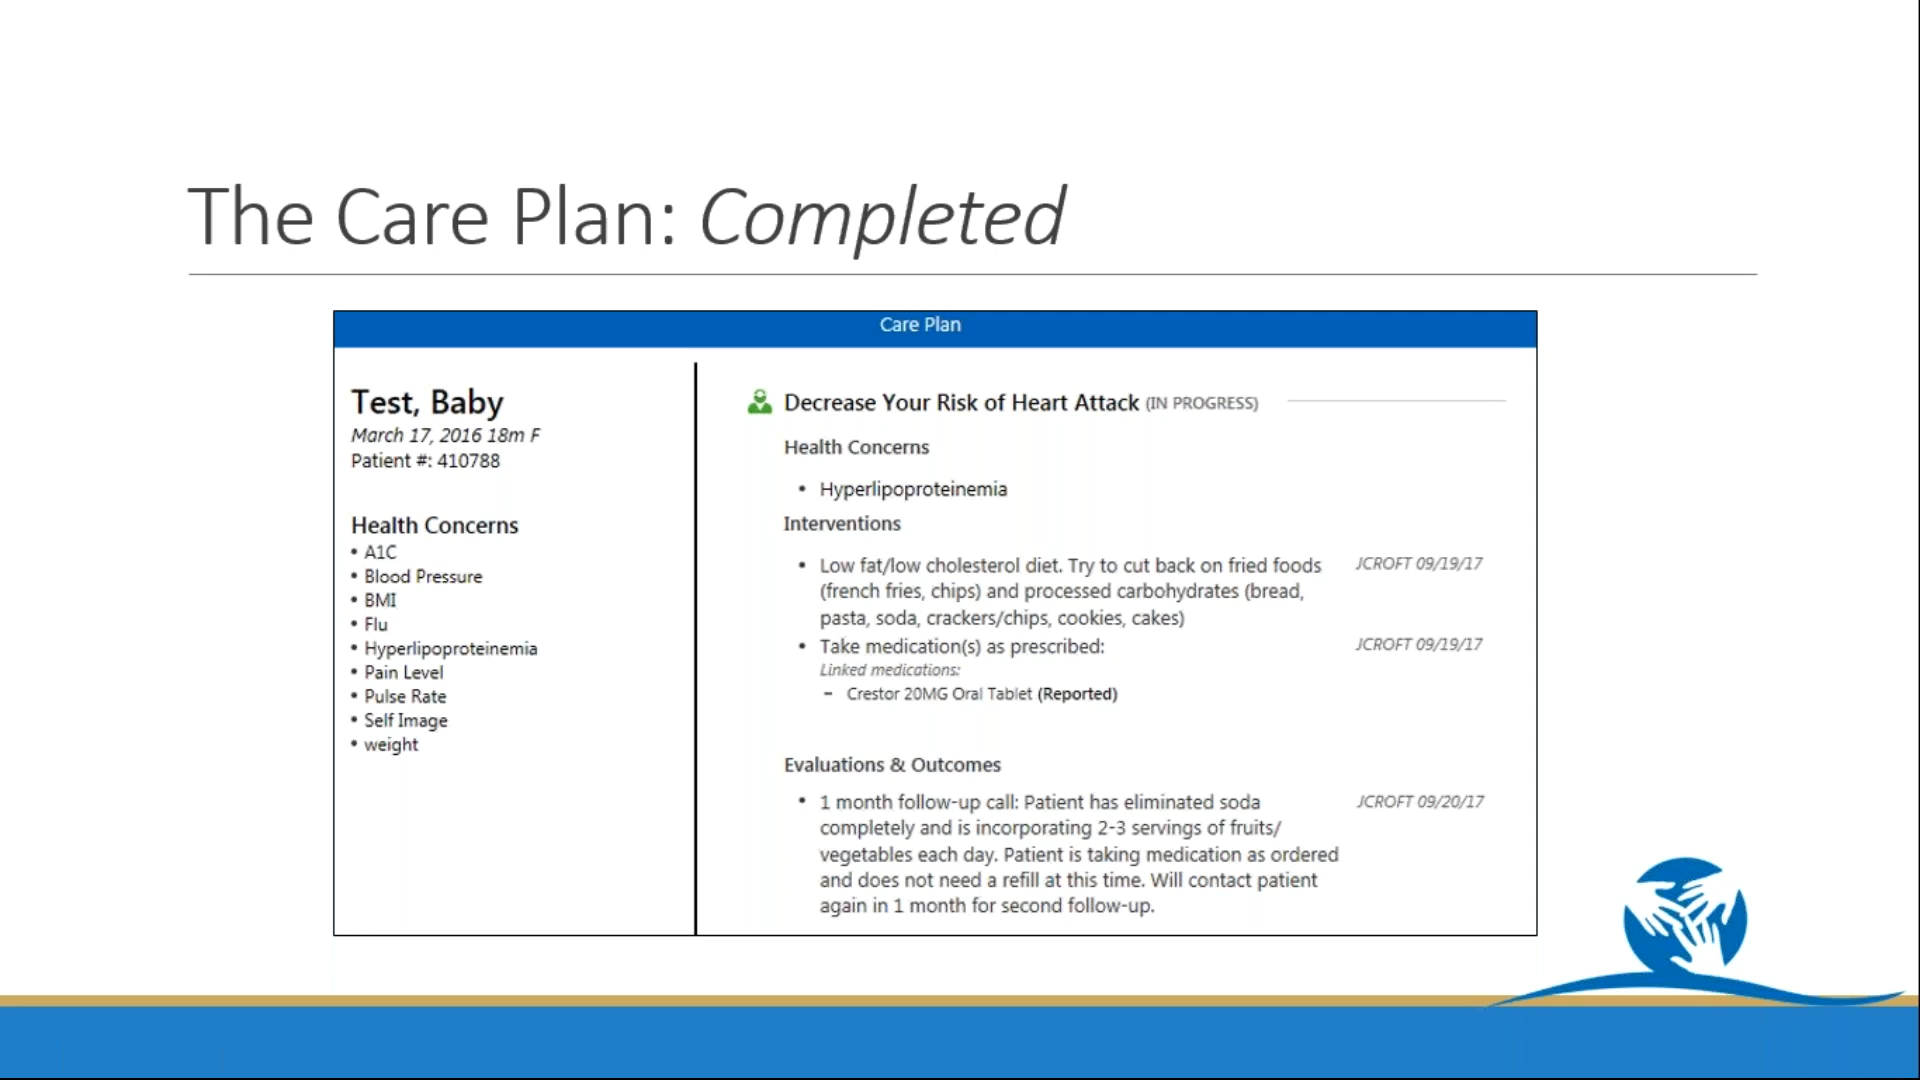 The Care Plan: Completed
Care Plan
Test, Baby
March 17, 2016 18m F
Patient #: 410788
Health Concerns
• A1C
• Blood Pressure
• BMI
• Flu
• Hyperlipoproteinemia
• Pain Level
• Pulse Rate
• Self Image
• weight
Decrease Your Risk of Heart Attack (IN PROGRESS)
Health Concerns
• Hyperlipoproteinemia
Interventions
• Low fat/low cholesterol diet. Try to cut back on fried foods JCROFT 09/19/17
(french fries, chips) and processed carbohydrates (bread,
pasta, soda, crackers/chips, cookies, cakes)
• Take medication(s) as prescribed: JCROFT 09/19/17
Linked medications:
– Crestor 20MG Oral Tablet (Reported)
Evaluations & Outcomes
• 1 month follow-up call: Patient has eliminated soda JCROFT 09/20/17
completely and is incorporating 2-3 servings of fruits/
vegetables each day. Patient is taking medication as ordered
and does not need a refill at this time. Will contact patient
again in 1 month for second follow-up.